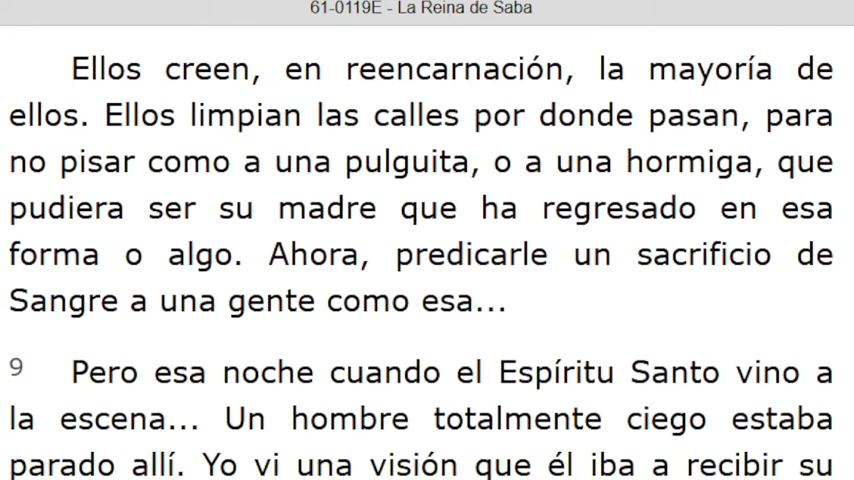 61-0119E - La Reina de Saba
Ellos creen, en reencarnación, la mayoría de
ellos. Ellos limpian las calles por donde pasan, para
no pisar como a una pulguita, o a una hormiga, que
pudiera ser su madre que ha regresado en esa
forma o algo. Ahora, predicarle un sacrificio de
Sangre a una gente como esa...
9 Pero esa noche cuando el Espíritu Santo vino a
la escena... Un hombre totalmente ciego estaba
parado allí. Yo vi una visión que él iba a recibir su